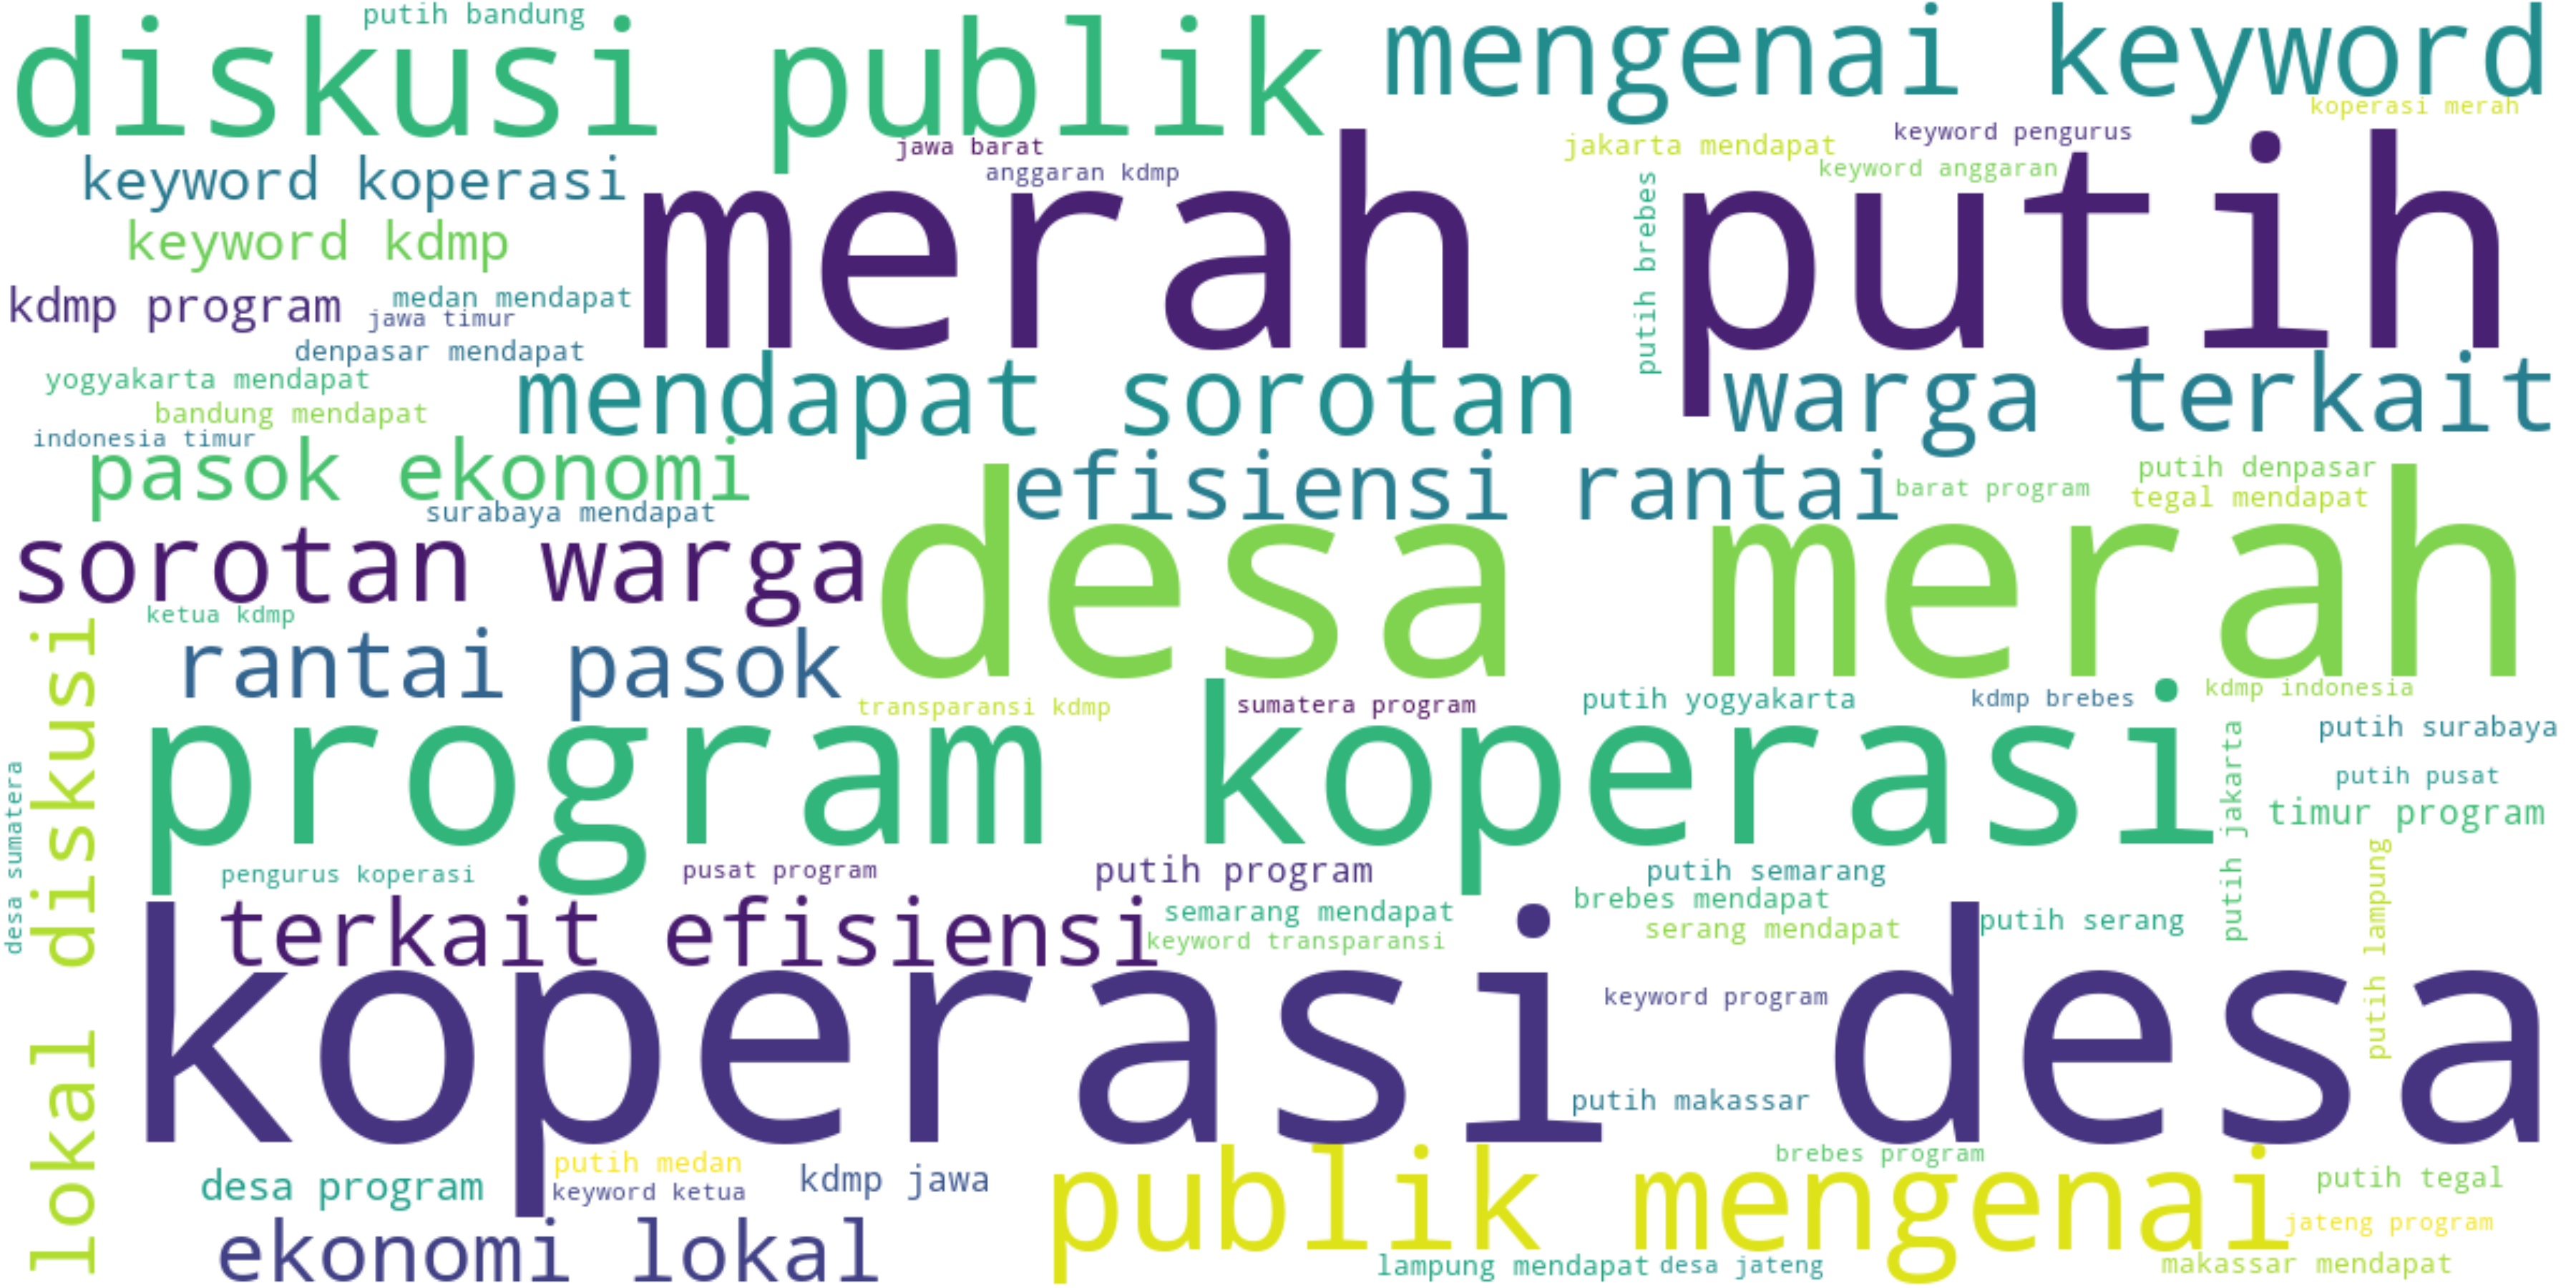 putih bandung
diskusi publik
mengenai keyword
koperasi merah
jawa barat
anggaran kdmp
jakarta mendapat
keyword pengurus
keyword anggaran
keyword koperasi
merah putih
putih brebes
keyword kdmp
kdmp program
medan mendapat
jawa timur
denpasar mendapat
yogyakarta mendapat
bandung mendapat
mendapat sorotan
warga terkait
indonesia timur
pasok ekonomi
efisiensi rantai
barat program
putih denpasar
tegal mendapat
surabaya mendapat
sorotan warga
desa merah
ketua kdmp
rantai pasok
lokal diskusi
transparansi kdmp
sumatera program
putih yogyakarta
kdmp brebes
kdmp indonesia
program koperasi
putih surabaya
putih jakarta
putih pusat
timur program
desa sumatera
pengurus koperasi
pusat program
putih program
putih semarang
putih lampung
terkait efisiensi
semarang mendapat
brebes mendapat
keyword transparansi
serang mendapat
putih serang
koperasi desa
keyword program
putih makassar
desa program
putih medan
keyword ketua
kdmp jawa
publik mengenai
brebes program
putih tegal
jateng program
ekonomi lokal
lampung mendapat
desa jateng
makassar mendapat